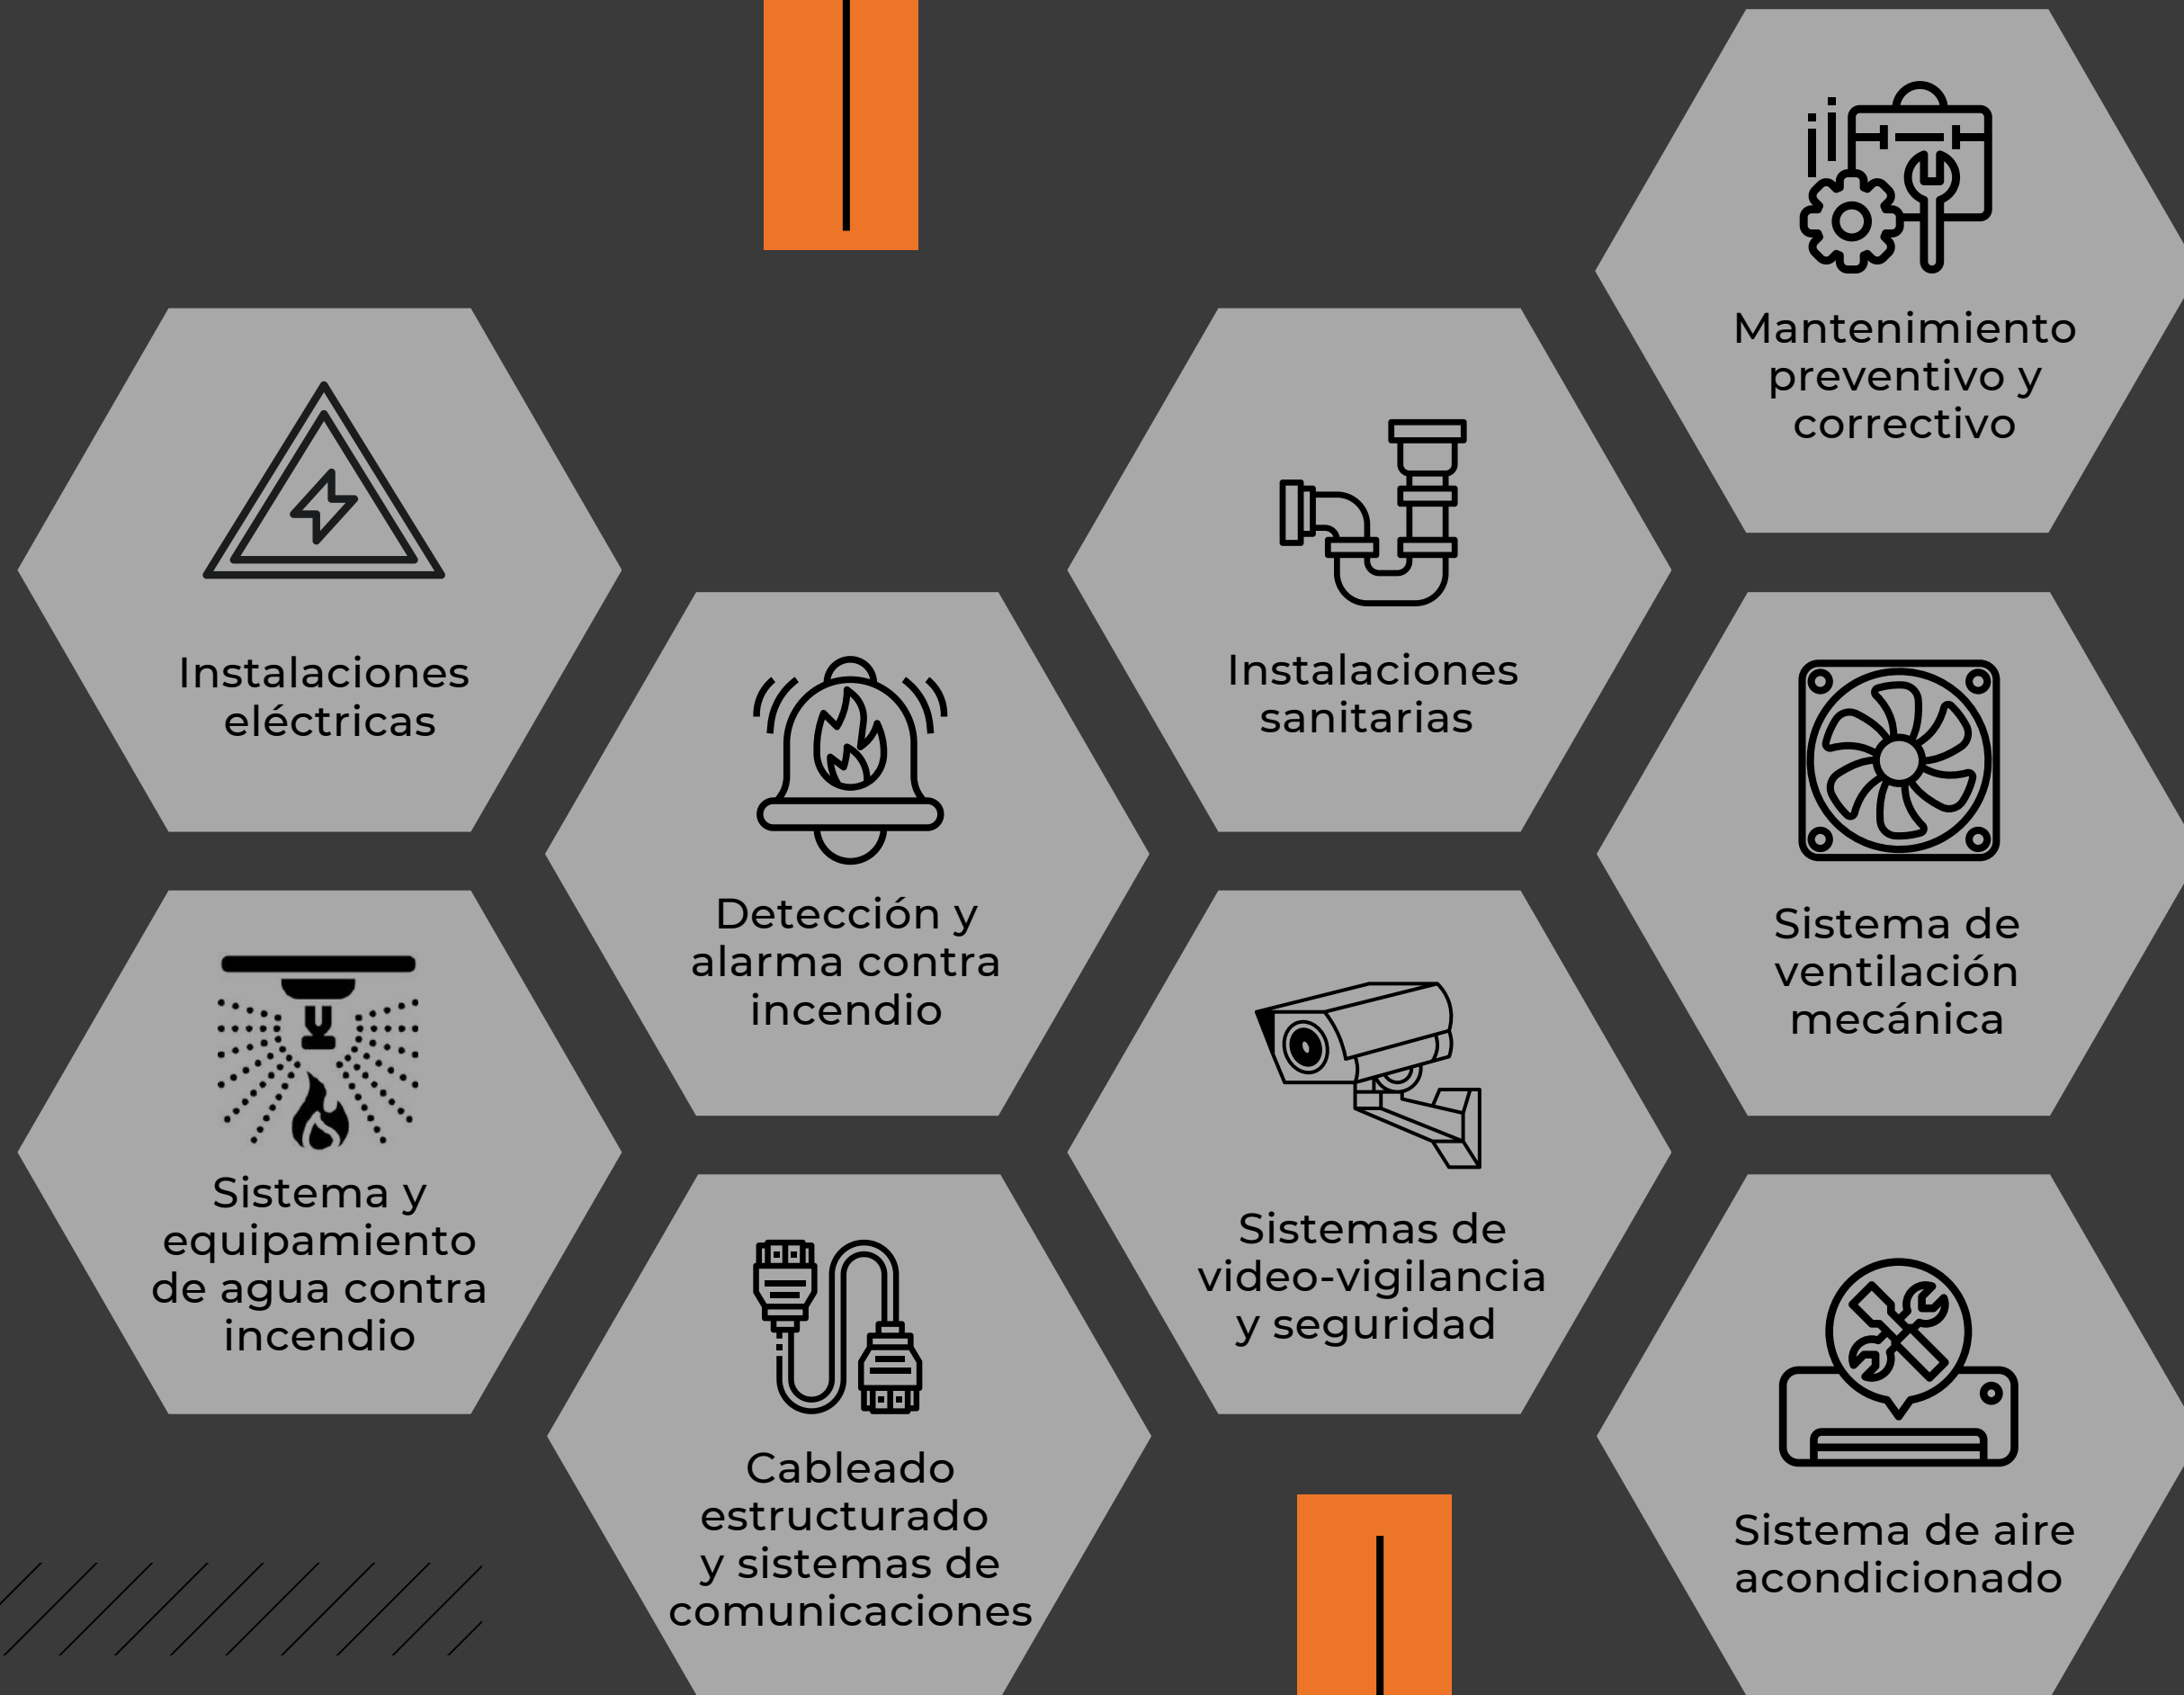 Mantenimiento
preventivo y
correctivo
Instalaciones
eléctricas
Instalaciones
sanitarias
Detección y
alarma contra
incendio
Sistema de
ventilación
mecánica
Sistema y
equipamiento
de agua contra
incendio
Sistemas de
video-vigilancia
y seguridad
Cableado
estructurado
y sistemas de
comunicaciones
Sistema de aire
acondicionado